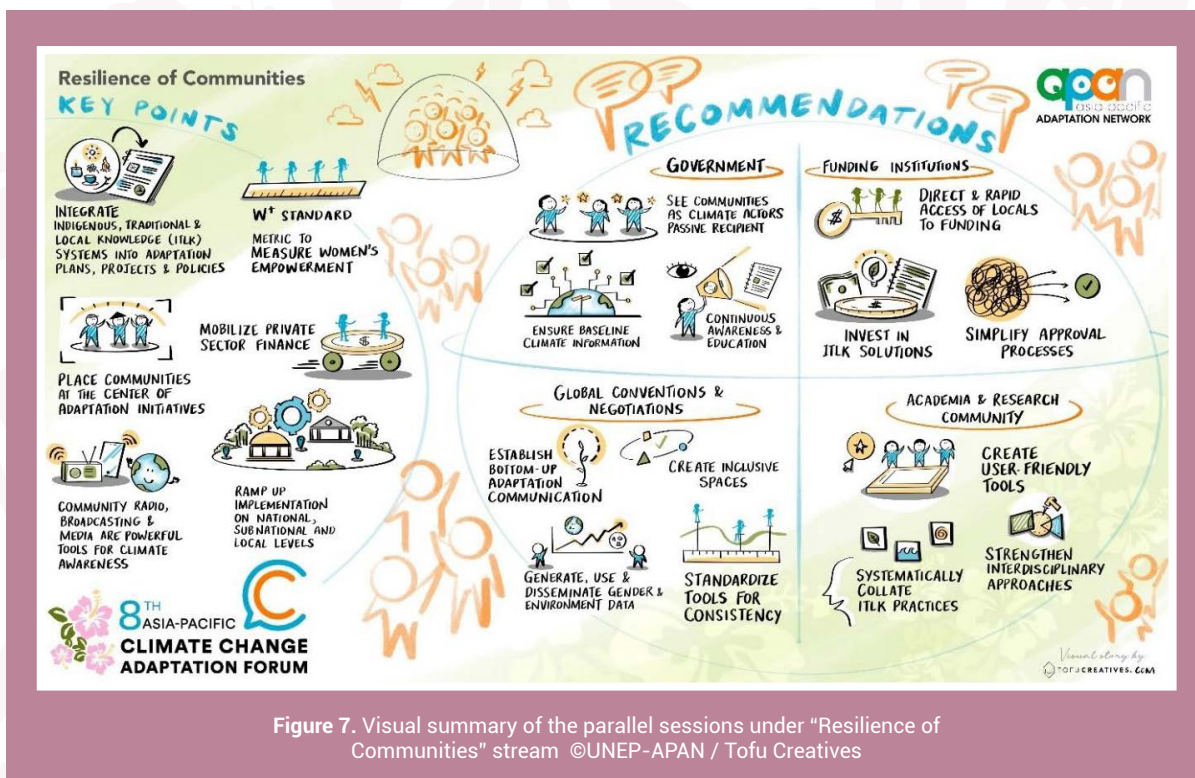 Resilience of Communities
KEY POINTS
INTEGRATE
INDIGENOUS, TRADITIONAL &
LOCAL KNOWLEDGE (ITLK)
SYSTEMS INTO ADAPTATION
PLANS, PROJECTS & POLICIES
W+ STANDARD
METRIC TO
MEASURE WOMEN'S
EMPOWERMENT
PLACE COMMUNITIES
AT THE CENTER OF
ADAPTATION INITIATIVES
MOBILIZE PRIVATE
SECTOR FINANCE
$
COMMUNITY RADIO,
BROADCASTING &
MEDIA ARE POWERFUL
TOOLS FOR CLIMATE
AWARENESS
RAMP UP
IMPLEMENTATION
ON NATIONAL,
SUBNATIONAL AND
LOCAL LEVELS
8TH
ASIA-PACIFIC
CLIMATE CHANGE
ADAPTATION FORUM
RECOMMENDATIONS
apan
asia pacific
ADAPTATION NETWORK
GOVERNMENT
SEE COMMUNITIES
AS CLIMATE ACTORS
PASSIVE RECIPIENT
ENSURE BASELINE
CLIMATE INFORMATION
CONTINUOUS
AWARENESS &
EDUCATION
FUNDING INSTITUTIONS
$
DIRECT & RAPID
ACCESS OF LOCALS
TO FUNDING
$
INVEST IN
ITLK SOLUTIONS
SIMPLIFY APPROVAL
PROCESSES
GLOBAL CONVENTIONS &
NEGOTIATIONS
ESTABLISH
BOTTOM-UP
ADAPTATION
COMMUNICATION
CREATE INCLUSIVE
SPACES
GENERATE, USE &
DISSEMINATE GENDER &
ENVIRONMENT DATA
STANDARDIZE
TOOLS FOR
CONSISTENCY
ACADEMIA & RESEARCH
COMMUNITY
CREATE
USER-FRIENDLY
TOOLS
SYSTEMATICALLY
COLLATE
ITLK PRACTICES
STRENGTHEN
INTERDISCIPLINARY
APPROACHES
Visual story by:
TOFUCREATIVES.COM
Figure 7. Visual summary of the parallel sessions under “Resilience of
Communities” stream ©UNEP-APAN / Tofu Creatives